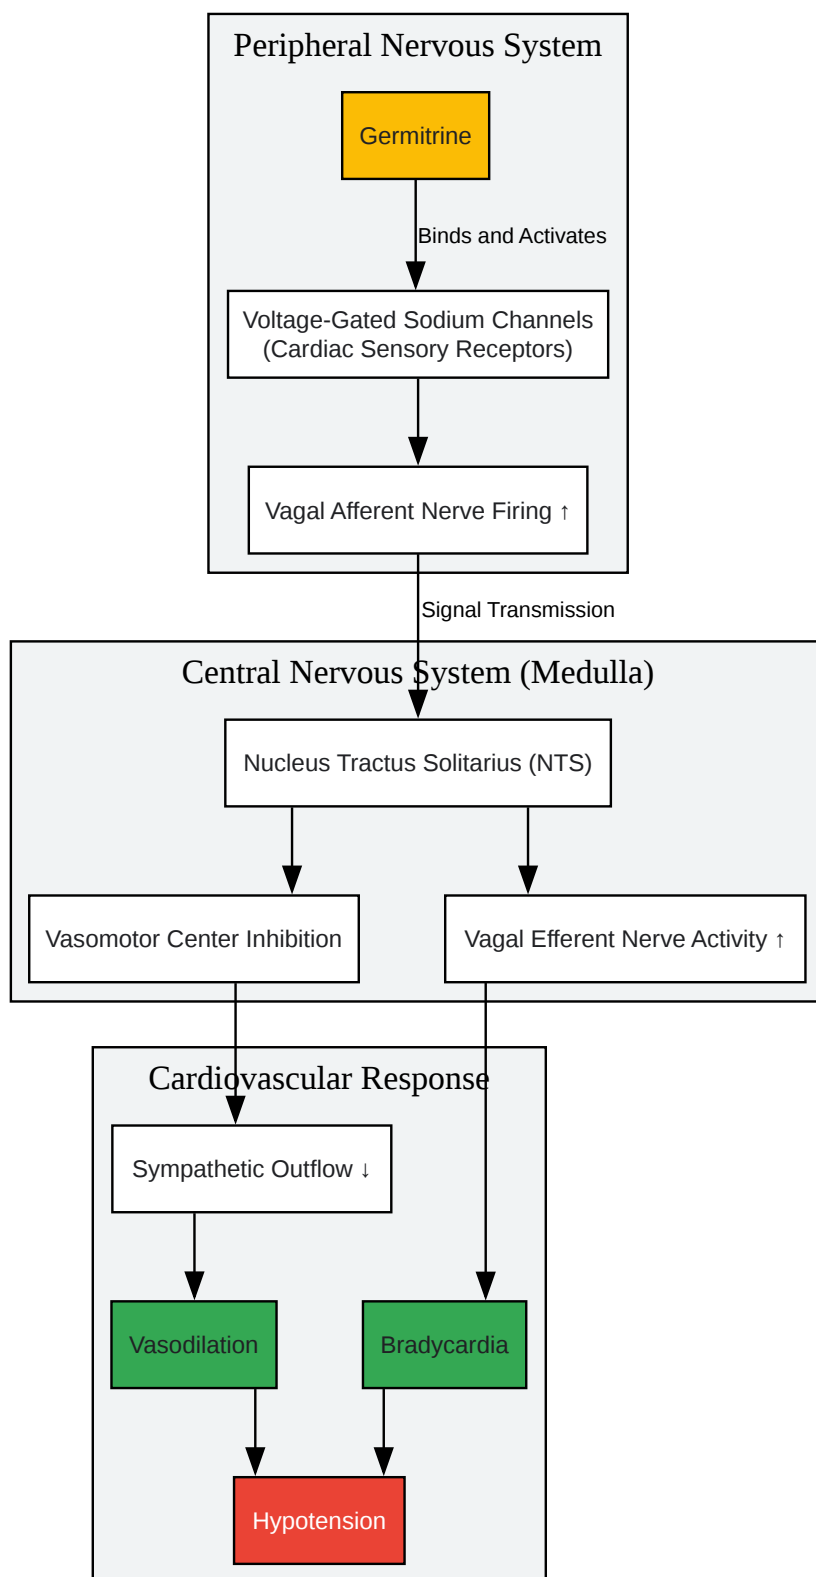 Peripheral Nervous System
Germitrine
Binds and Activates
Voltage-Gated Sodium Channels
(Cardiac Sensory Receptors)
Vagal Afferent Nerve Firing ↑
Signal Transmission
Central Nervous System (Medulla)
Nucleus Tractus Solitarius (NTS)
Vasomotor Center Inhibition
Vagal Efferent Nerve Activity ↑
Cardiovascular Response
Sympathetic Outflow ↓
Vasodilation
Bradycardia
Hypotension